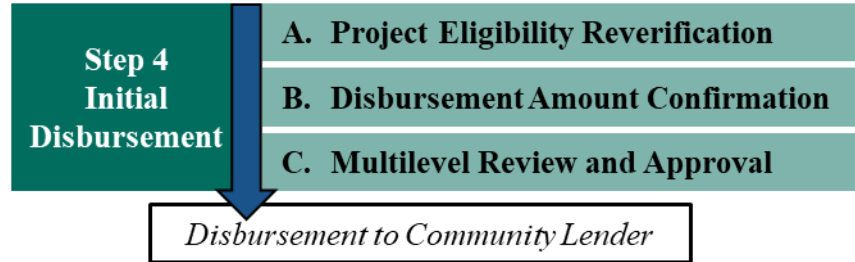 Step 4
Initial
Disbursement
A. Project Eligibility Reverification
B. Disbursement Amount Confirmation
C. Multilevel Review and Approval
Disbursement to Community Lender